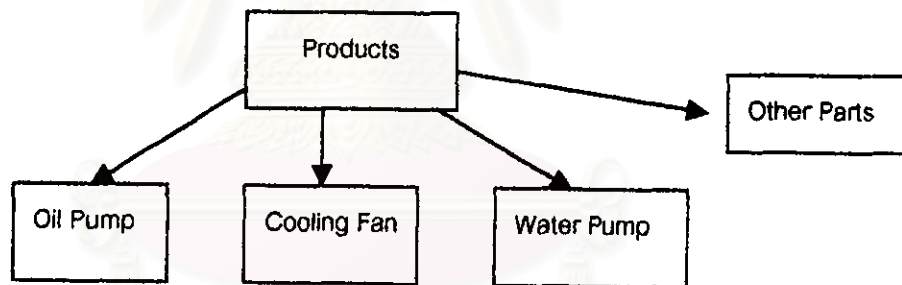 Products
Other Parts
Oil Pump
Cooling Fan
Water Pump